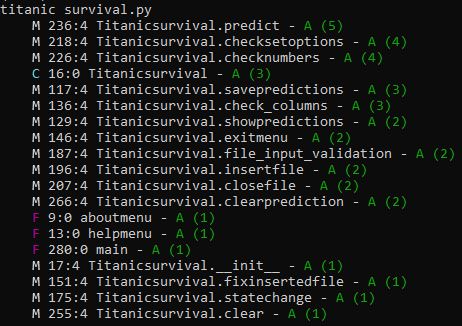 titanic survival.py
M 236:4 Titanicsurvival.predict - A (5)
M 218:4 Titanicsurvival.checksetoptions - A (4)
M 226:4 Titanicsurvival.checknumbers - A (4)
C 16:0 Titanicsurvival - A (3)
M 117:4 Titanicsurvival.savepredictions - A (3)
M 136:4 Titanicsurvival.check_columns - A (3)
M 129:4 Titanicsurvival.showpredictions - A (2)
M 146:4 Titanicsurvival.exitmenu - A (2)
M 187:4 Titanicsurvival.file_input_validation - A (2)
M 196:4 Titanicsurvival.insertfile - A (2)
M 207:4 Titanicsurvival.closefile - A (2)
M 266:4 Titanicsurvival.clearprediction - A (2)
F 9:0 aboutmenu - A (1)
F 13:0 helpmenu - A (1)
F 280:0 main - A (1)
M 17:4 Titanicsurvival.__init__ - A (1)
M 151:4 Titanicsurvival.fixinsertedfile - A (1)
M 175:4 Titanicsurvival.statechange - A (1)
M 255:4 Titanicsurvival.clear - A (1)